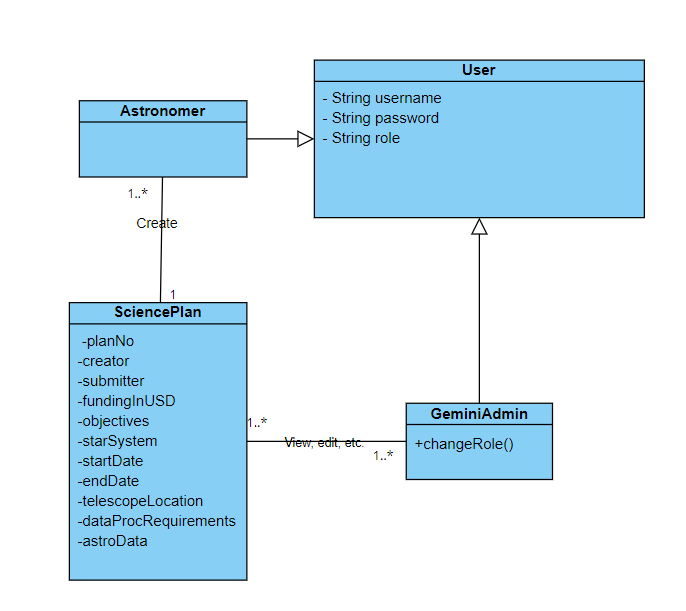 User
- String username
- String password
- String role
Astronomer
1..*
Create
1
SciencePlan
-planNo
-creator
-submitter
-fundingInUSD
-objectives
-starSystem
-startDate
-endDate
-telescopeLocation
-dataProcRequirements
-astroData
1..*
View, edit, etc.
1..*
GeminiAdmin
+changeRole()